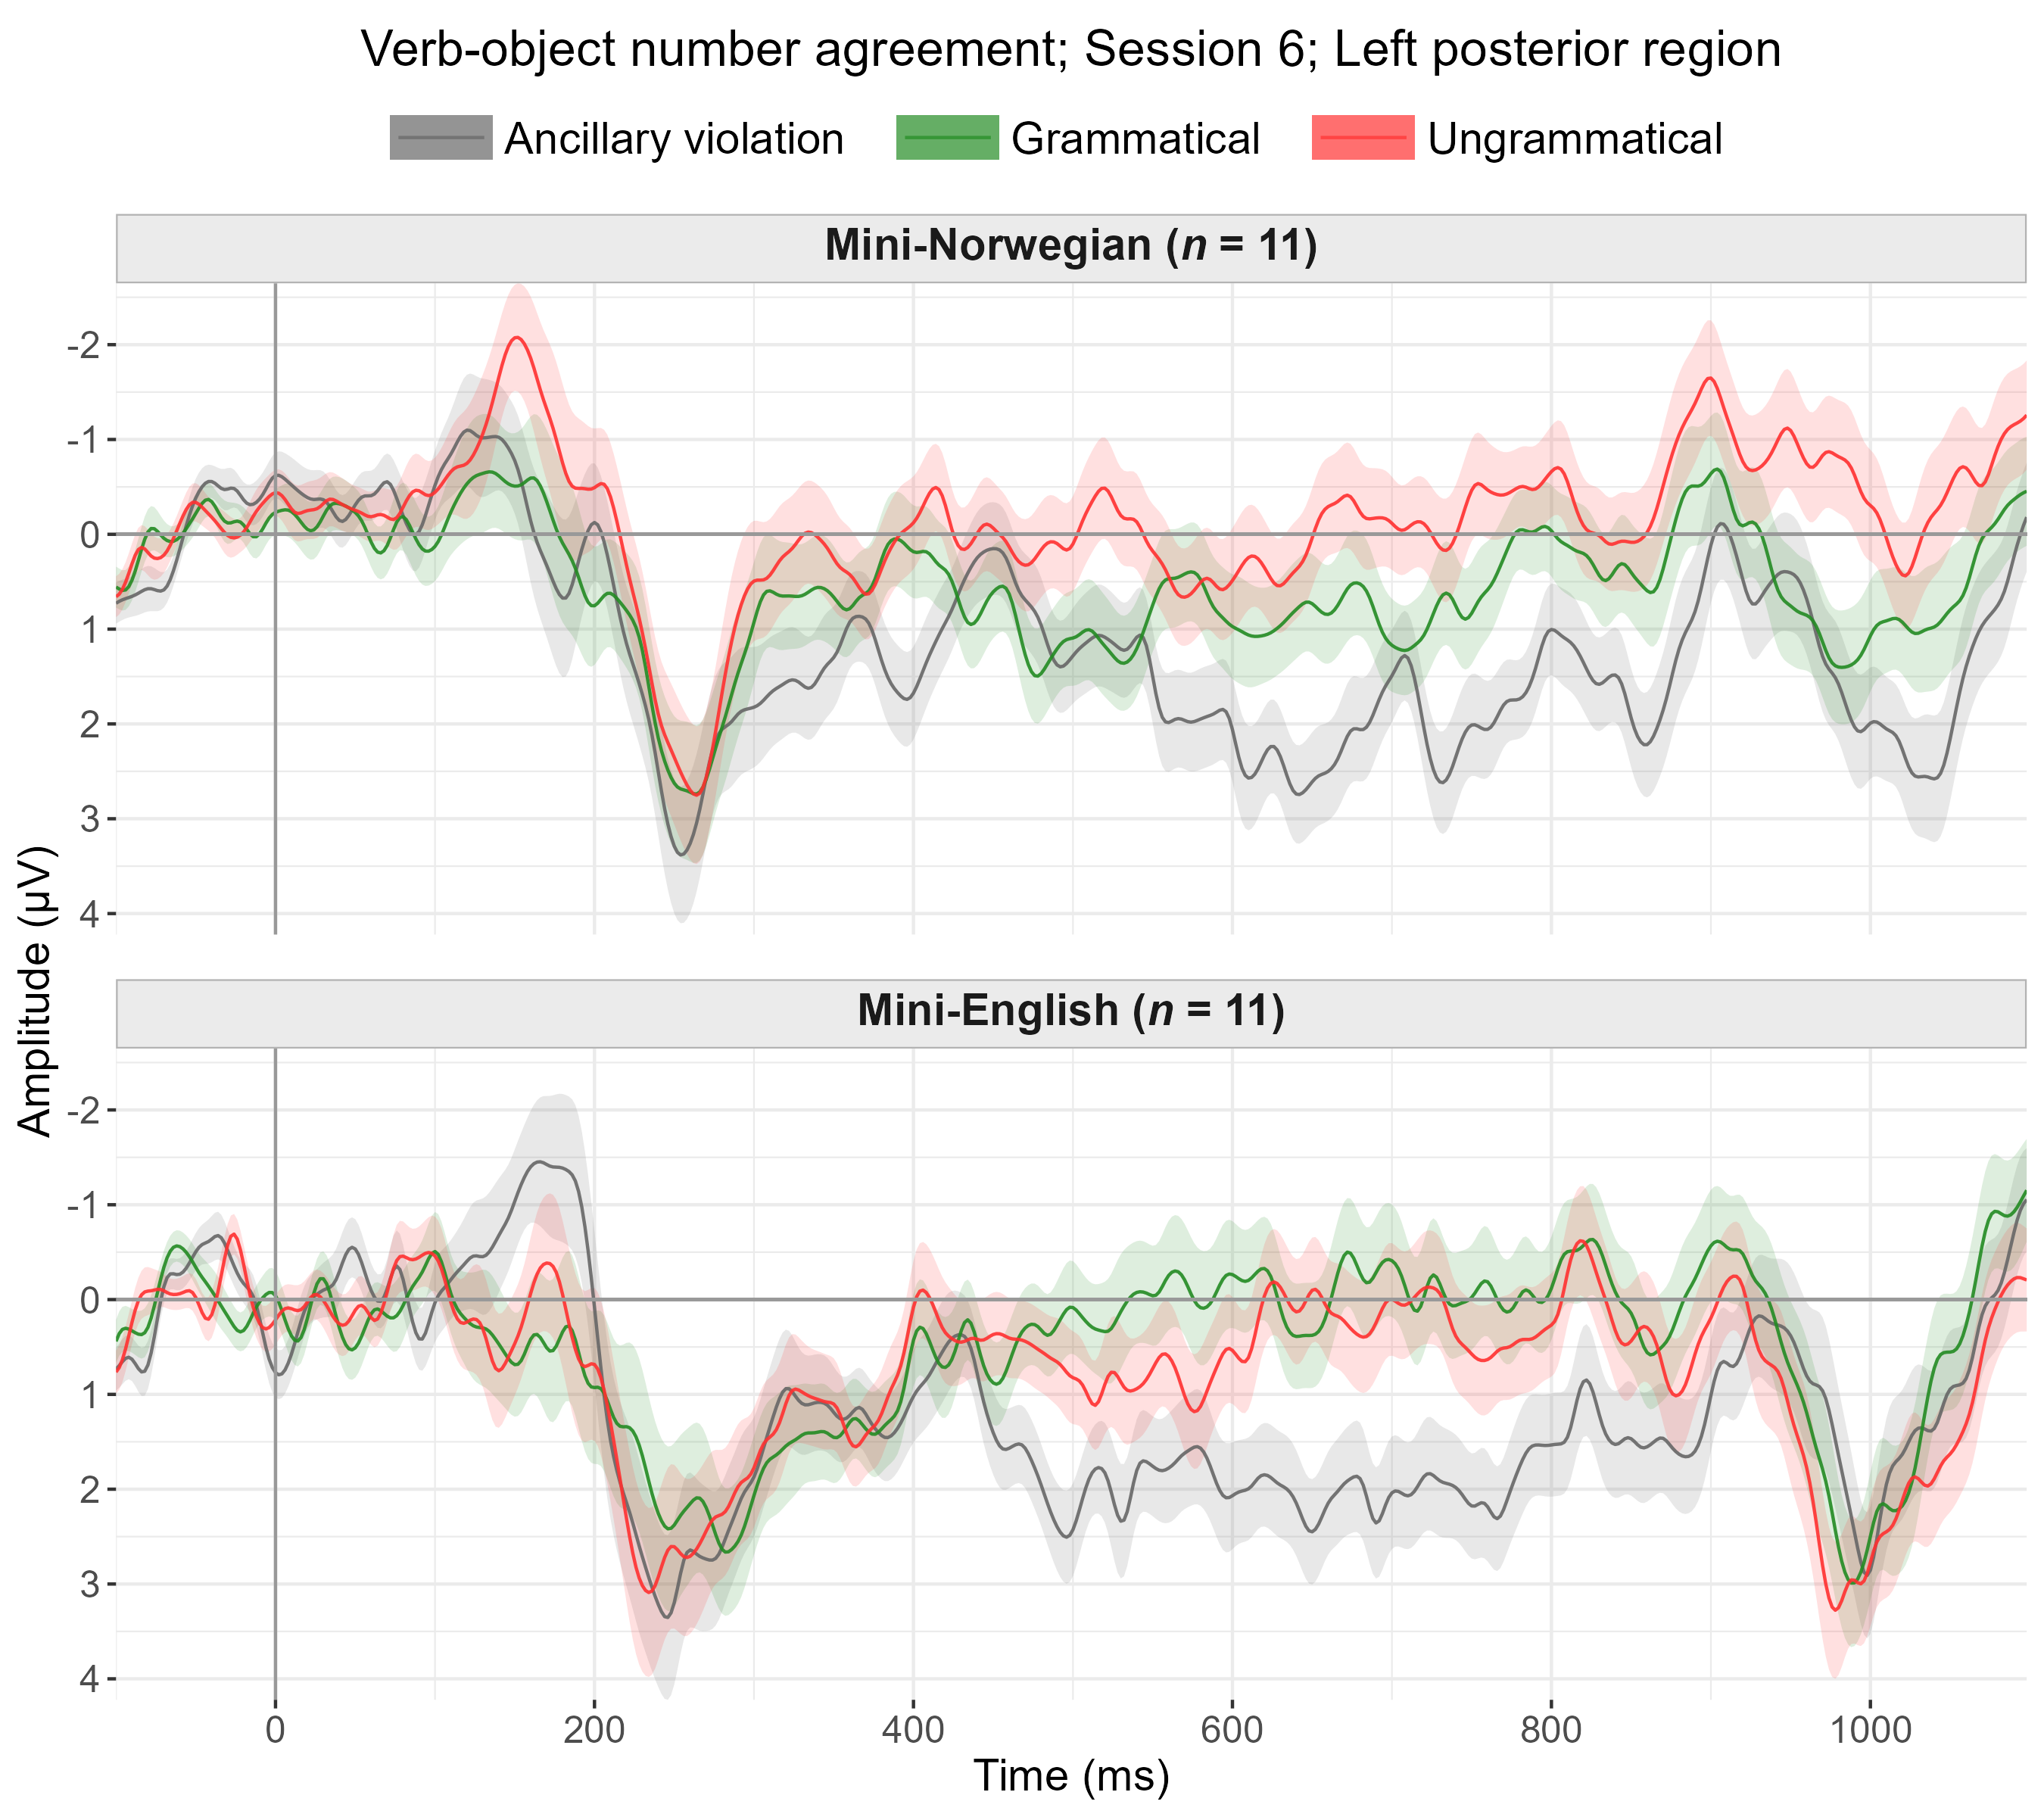 Verb-object number agreement; Session 6; Left posterior region
Ancillary violation Grammatical Ungrammatical
Mini-Norwegian (n = 11)
-2
-1
0
1
2
3
4
Amplitude (µV)
Mini-English (n = 11)
-2
-1
0
1
2
3
4
0 200 400 600 800 1000
Time (ms)